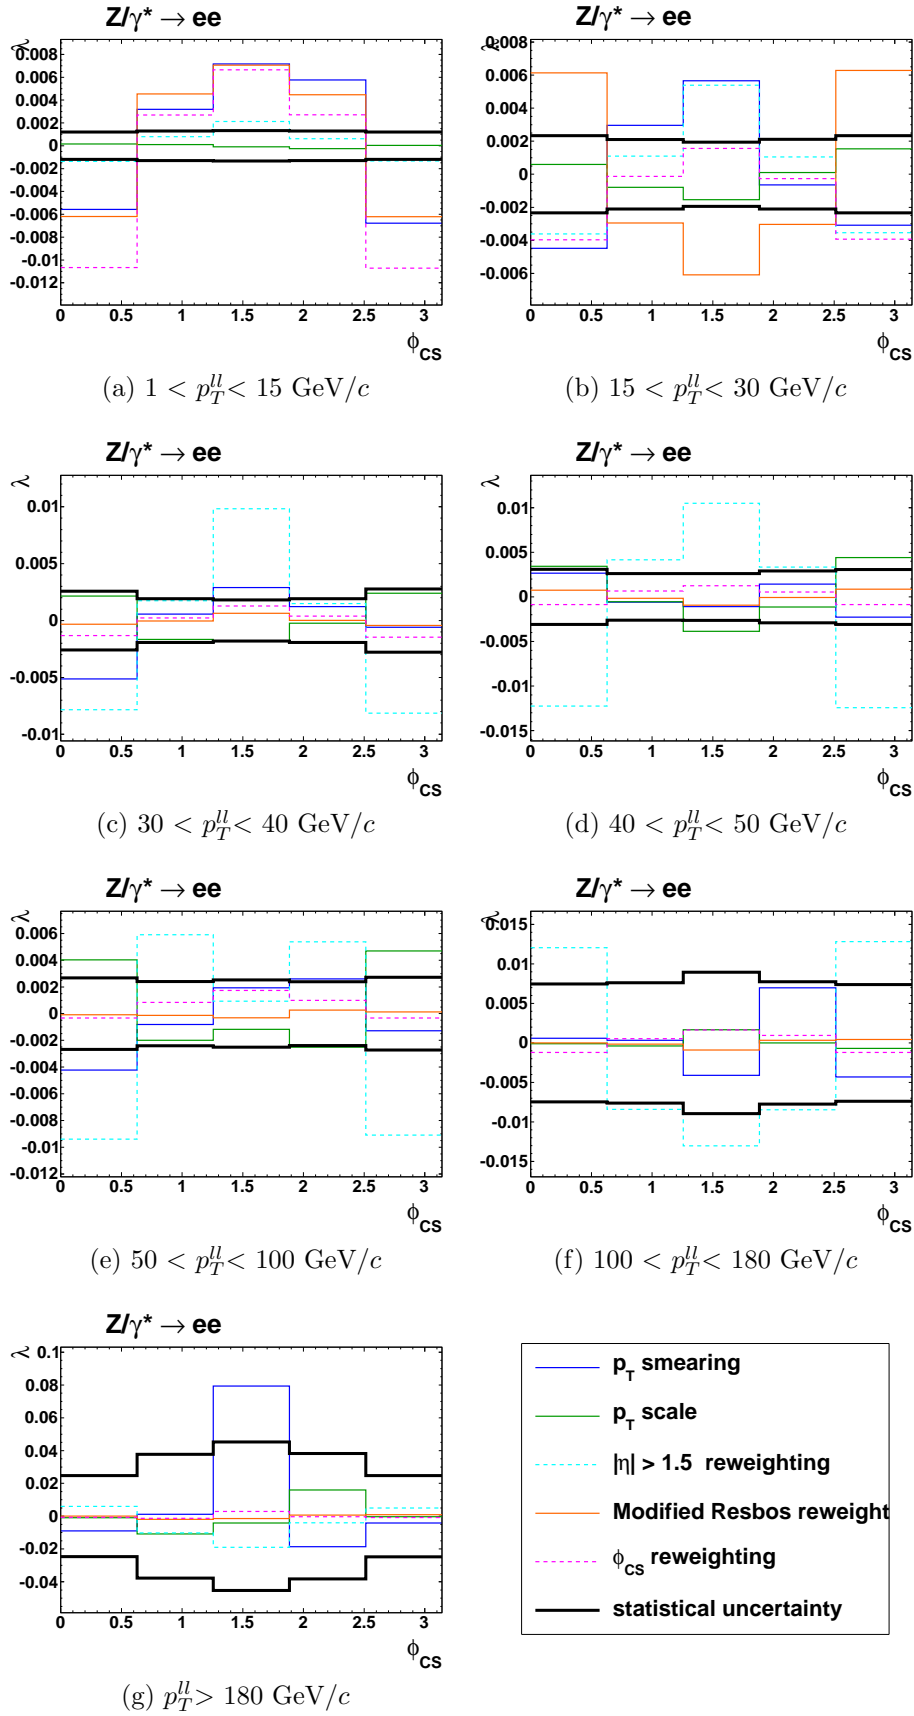 Z/γ* → ee
λ
0.008
0.006
0.004
0.002
0
-0.002
-0.004
-0.006
-0.008
-0.01
-0.012
0 0.5 1 1.5 2 2.5 3
ϕCS
(a) 1 < p_T^ll < 15 GeV/c
Z/γ* → ee
λ
0.008
0.006
0.004
0.002
0
-0.002
-0.004
-0.006
0 0.5 1 1.5 2 2.5 3
ϕCS
(b) 15 < p_T^ll < 30 GeV/c
Z/γ* → ee
λ
0.01
0.005
0
-0.005
-0.01
0 0.5 1 1.5 2 2.5 3
ϕCS
(c) 30 < p_T^ll < 40 GeV/c
Z/γ* → ee
λ
0.01
0.005
0
-0.005
-0.01
-0.015
0 0.5 1 1.5 2 2.5 3
ϕCS
(d) 40 < p_T^ll < 50 GeV/c
Z/γ* → ee
λ
0.006
0.004
0.002
0
-0.002
-0.004
-0.006
-0.008
-0.01
-0.012
0 0.5 1 1.5 2 2.5 3
ϕCS
(e) 50 < p_T^ll < 100 GeV/c
Z/γ* → ee
λ
0.015
0.01
0.005
0
-0.005
-0.01
-0.015
0 0.5 1 1.5 2 2.5 3
ϕCS
(f) 100 < p_T^ll < 180 GeV/c
Z/γ* → ee
λ
0.1
0.08
0.06
0.04
0.02
0
-0.02
-0.04
0 0.5 1 1.5 2 2.5 3
ϕCS
(g) p_T^ll > 180 GeV/c
p_T smearing
p_T scale
|η| > 1.5 reweighting
Modified Resbos reweight
ϕCS reweighting
statistical uncertainty